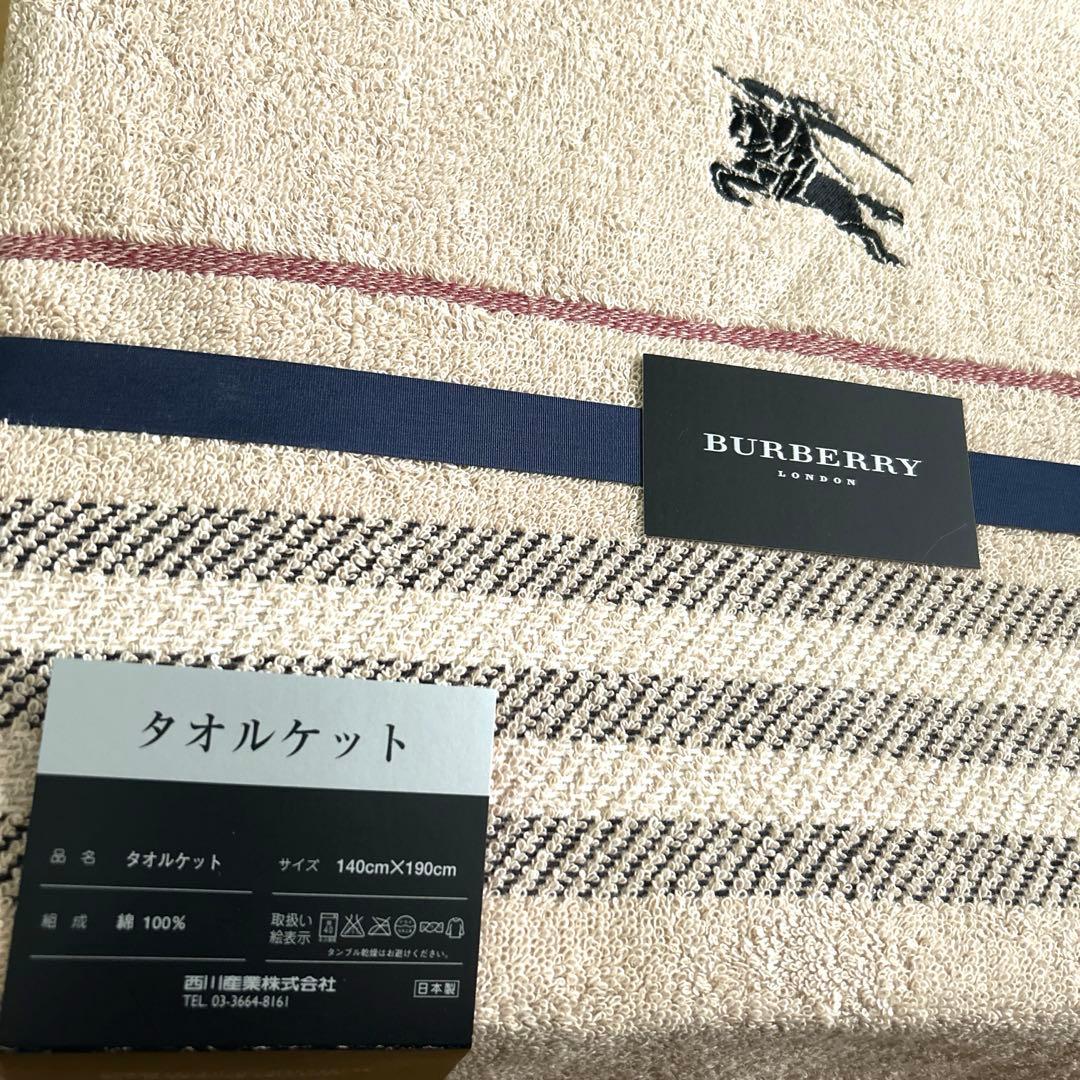 BURBERRY
LONDON
タオルケット
品名 タオルケット
サイズ 140cm×190cm
組成 綿 100%
取扱い
絵表示
タンブル乾燥はお避けください。
西川産業株式会社
TEL. 03-3664-8161
日本製